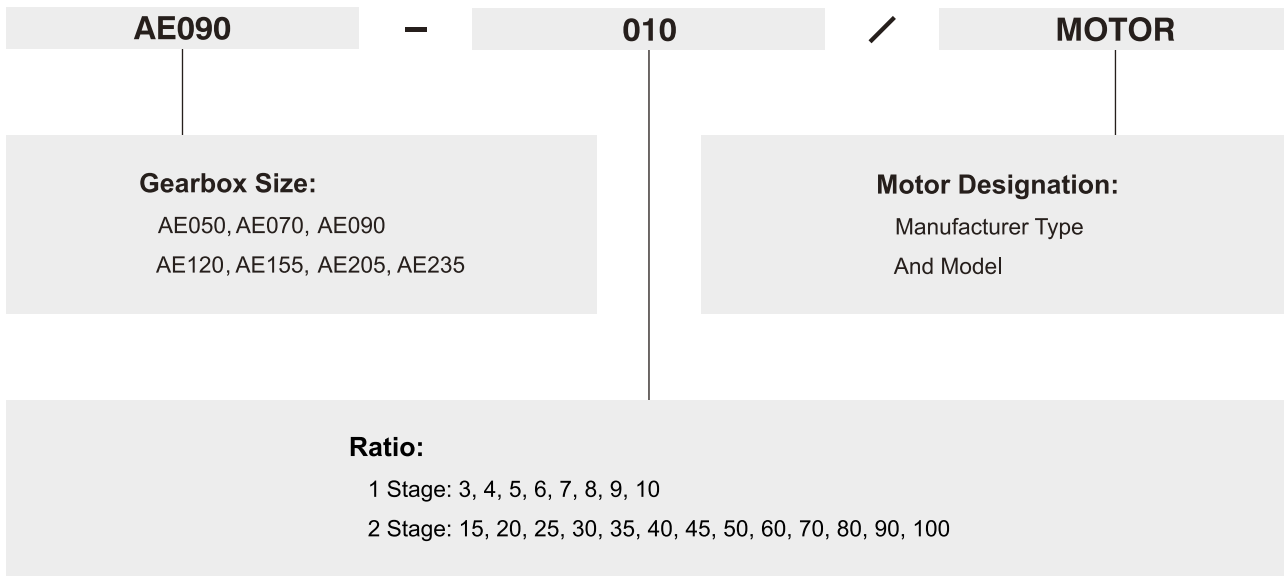 AE090 - 010 / MOTOR
Gearbox Size:
AE050, AE070, AE090
AE120, AE155, AE205, AE235
Motor Designation:
Manufacturer Type
And Model
Ratio:
1 Stage: 3, 4, 5, 6, 7, 8, 9, 10
2 Stage: 15, 20, 25, 30, 35, 40, 45, 50, 60, 70, 80, 90, 100